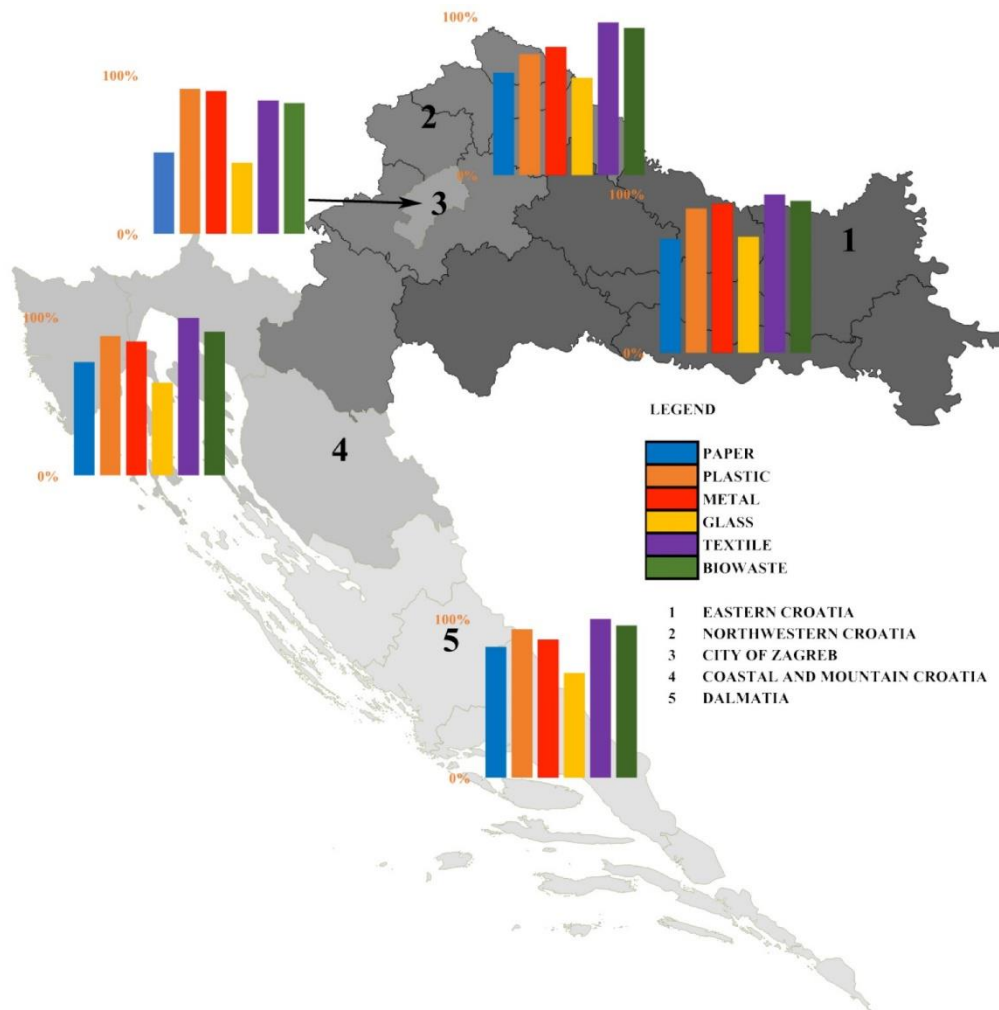 100%
100%
2
0%
3
100%
0%
1
100%
0%
LEGEND
4
PAPER
0%
PLASTIC
METAL
GLASS
TEXTILE
BIOWASTE
100%
5
1 EASTERN CROATIA
2 NORTHWESTERN CROATIA
3 CITY OF ZAGREB
4 COASTAL AND MOUNTAIN CROATIA
5 DALMATIA
0%